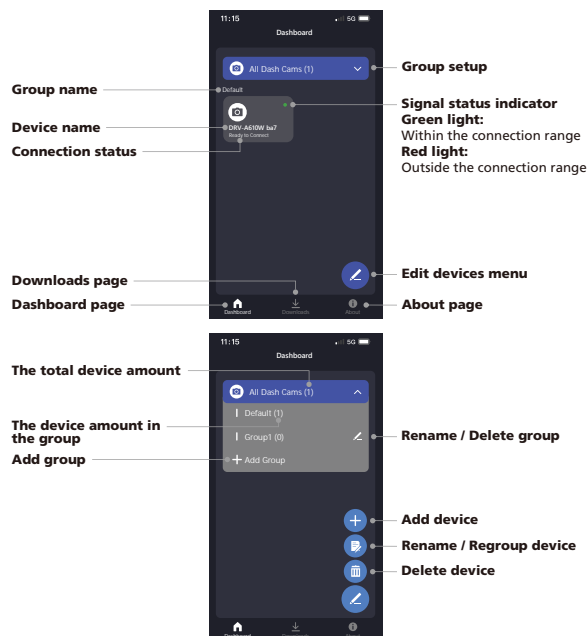 11:15
5G
Dashboard
All Dash Cams (1)
Group setup
Group name
Default
Signal status indicator
Green light:
Within the connection range
Red light:
Outside the connection range
Device name
DRV-A610W ba7
Connection status
Ready to Connect
Edit devices menu
Downloads page
Dashboard page
About page
Dashboard
Downloads
About
11:15
5G
Dashboard
The total device amount
All Dash Cams (1)
Default (1)
The device amount in
the group
Group1 (0)
Rename / Delete group
Add group
Add Group
Add device
Rename / Regroup device
Delete device
Dashboard
Downloads
About